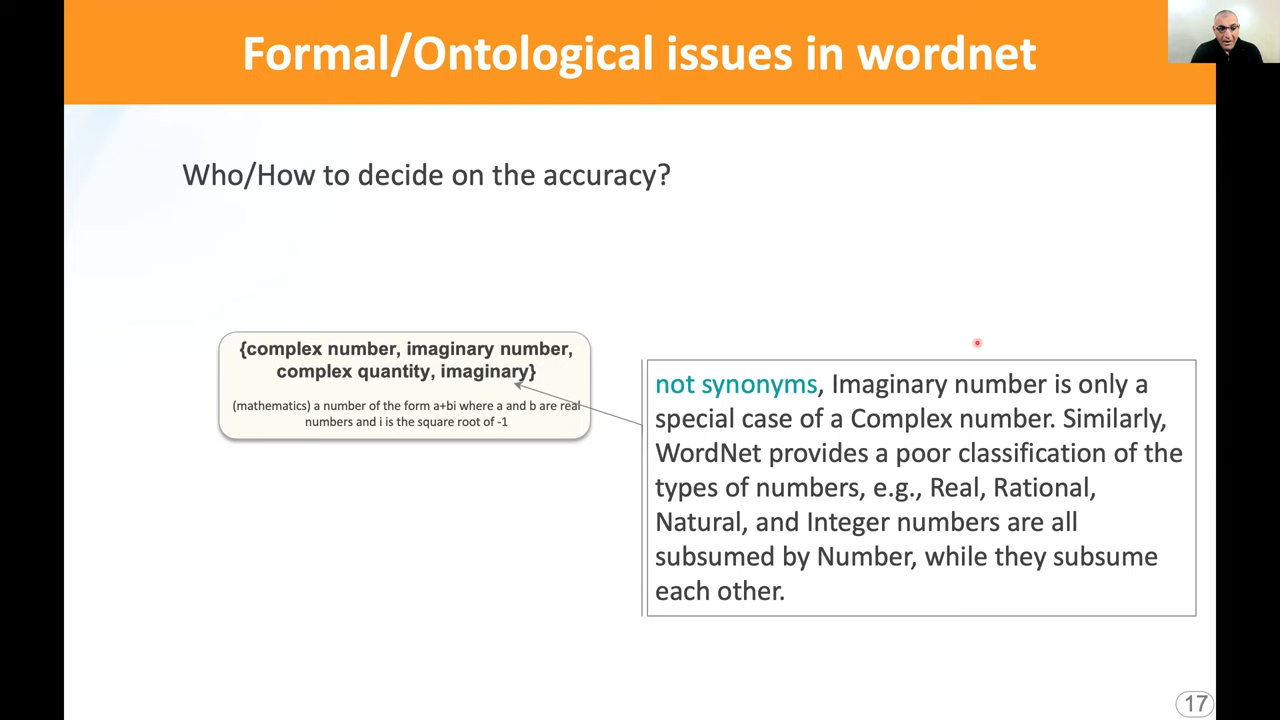 Formal/Ontological issues in wordnet
Who/How to decide on the accuracy?
{complex number, imaginary number,
complex quantity, imaginary}
(mathematics) a number of the form a+bi where a and b are real
numbers and i is the square root of -1
not synonyms, Imaginary number is only a
special case of a Complex number. Similarly,
WordNet provides a poor classification of the
types of numbers, e.g., Real, Rational,
Natural, and Integer numbers are all
subsumed by Number, while they subsume
each other.
17